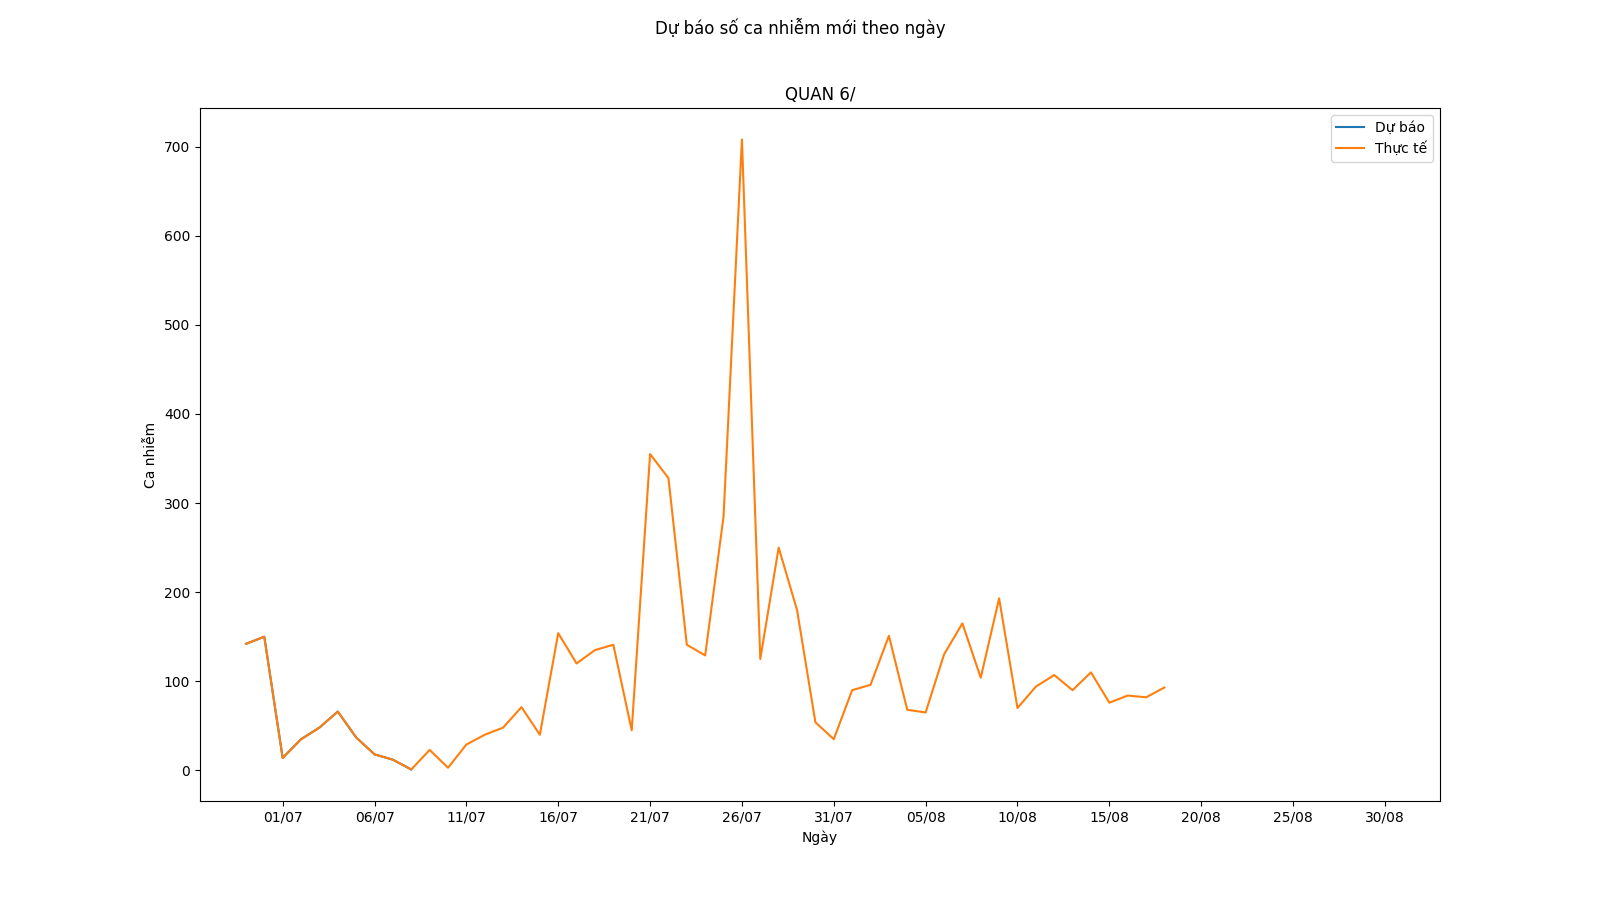 Dự báo số ca nhiễm mới theo ngày
QUAN 6/
Dự báo
Thực tế
700
600
500
400
300
200
100
0
Ca nhiễm
01/07 06/07 11/07 16/07 21/07 26/07 31/07 05/08 10/08 15/08 20/08 25/08 30/08
Ngày